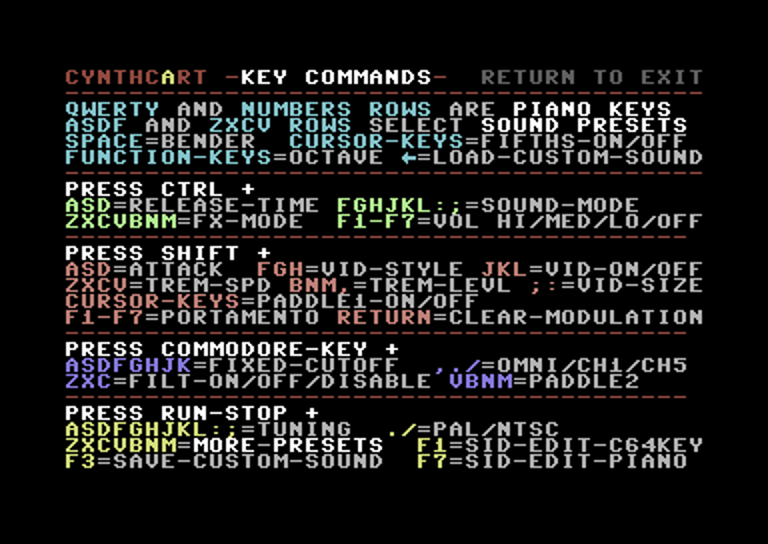 CYNTHCART -KEY COMMANDS- RETURN TO EXIT
QWERTY AND NUMBERS ROWS ARE PIANO KEYS
ASDF AND ZXCV ROWS SELECT SOUND PRESETS
SPACE=BENDER CURSOR-KEYS=FIFTHS-ON/OFF
FUNCTION-KEYS=OCTAVE ←=LOAD-CUSTOM-SOUND
PRESS CTRL +
ASD=RELEASE-TIME FGHJKL:;=SOUND-MODE
ZXCVBNM=FX-MODE F1-F7=VOL HI/MED/LO/OFF
PRESS SHIFT +
ASD=ATTACK FGH=VID-STYLE JKL=VID-ON/OFF
ZXCV=TREM-SPD BNM,=TREM-LEVL ;:=VID-SIZE
CURSOR-KEYS=PADDLE1-ON/OFF
F1-F7=PORTAMENTO RETURN=CLEAR-MODULATION
PRESS COMMODORE-KEY +
ASDFGHJK=FIXED-CUTOFF ,./=OMNI/CH1/CH5
ZXC=FILT-ON/OFF/DISABLE VBNM=PADDLE2
PRESS RUN-STOP +
ASDFGHJKL:;=TUNING ./=PAL/NTSC
ZXCVBNM=MORE-PRESETS F1=SID-EDIT-C64KEY
F3=SAVE-CUSTOM-SOUND F7=SID-EDIT-PIANO